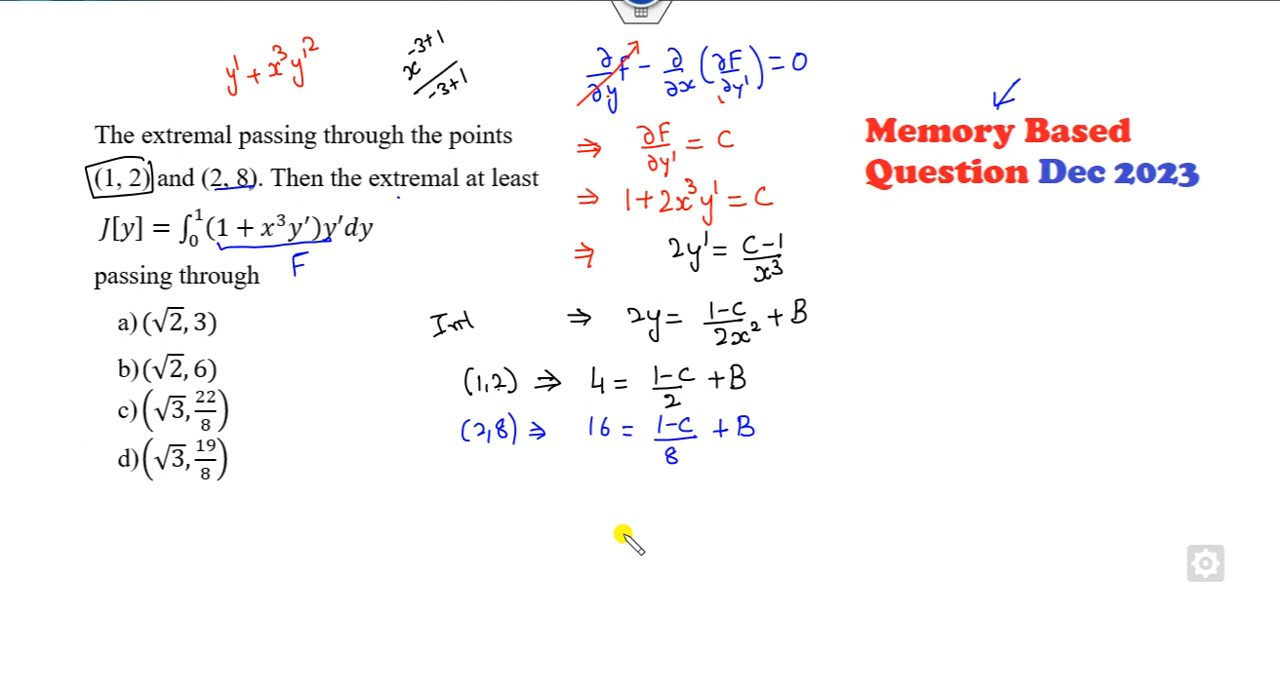 y' + x³y'²
x⁻³⁺¹/-3+1
∂/∂y F - ∂/∂x (∂F/∂y') = 0
The extremal passing through the points
(1, 2) and (2, 8). Then the extremal at least
J[y] = ∫₀¹(1 + x³y')y'dy
F
passing through
a) (√2, 3)
b) (√2, 6)
c) (√3, 22/8)
d) (√3, 19/8)
⇒ ∂F/∂y' = C
⇒ 1 + 2x³y' = C
⇒ 2y' = C-1/x³
Int ⇒ 2y = 1-C/2x² + B
(1,2) ⇒ 4 = 1-C/2 + B
(2,8) ⇒ 16 = 1-C/8 + B
Memory Based
Question Dec 2023